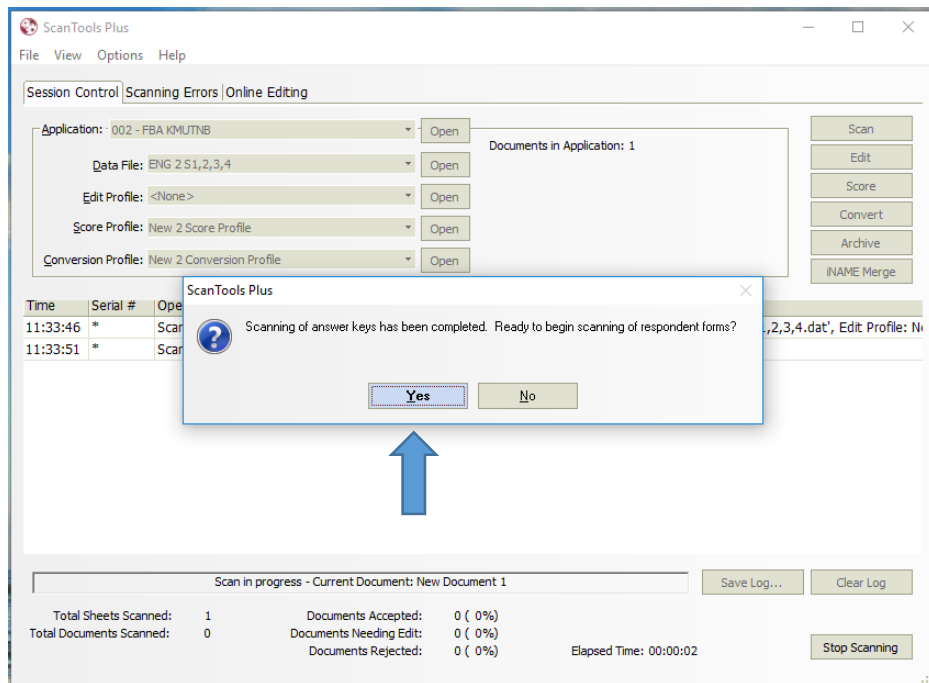 ScanTools Plus
File View Options Help
Session Control Scanning Errors Online Editing
Application: 002 - FBA KMUTNB Open
Documents in Application: 1
Data File: ENG 2 S1,2,3,4 Open
Edit Profile: <None> Open
Score Profile: New 2 Score Profile Open
Conversion Profile: New 2 Conversion Profile Open
Scan
Edit
Score
Convert
Archive
iNAME Merge
Time Serial # Ope
11:33:46 * Scar ,2,3,4.dat', Edit Profile: N
11:33:51 * Scar
ScanTools Plus
Scanning of answer keys has been completed. Ready to begin scanning of respondent forms?
Yes No
Scan in progress - Current Document: New Document 1
Save Log... Clear Log
Total Sheets Scanned: 1 Documents Accepted: 0 ( 0%)
Total Documents Scanned: 0 Documents Needing Edit: 0 ( 0%)
Documents Rejected: 0 ( 0%) Elapsed Time: 00:00:02
Stop Scanning